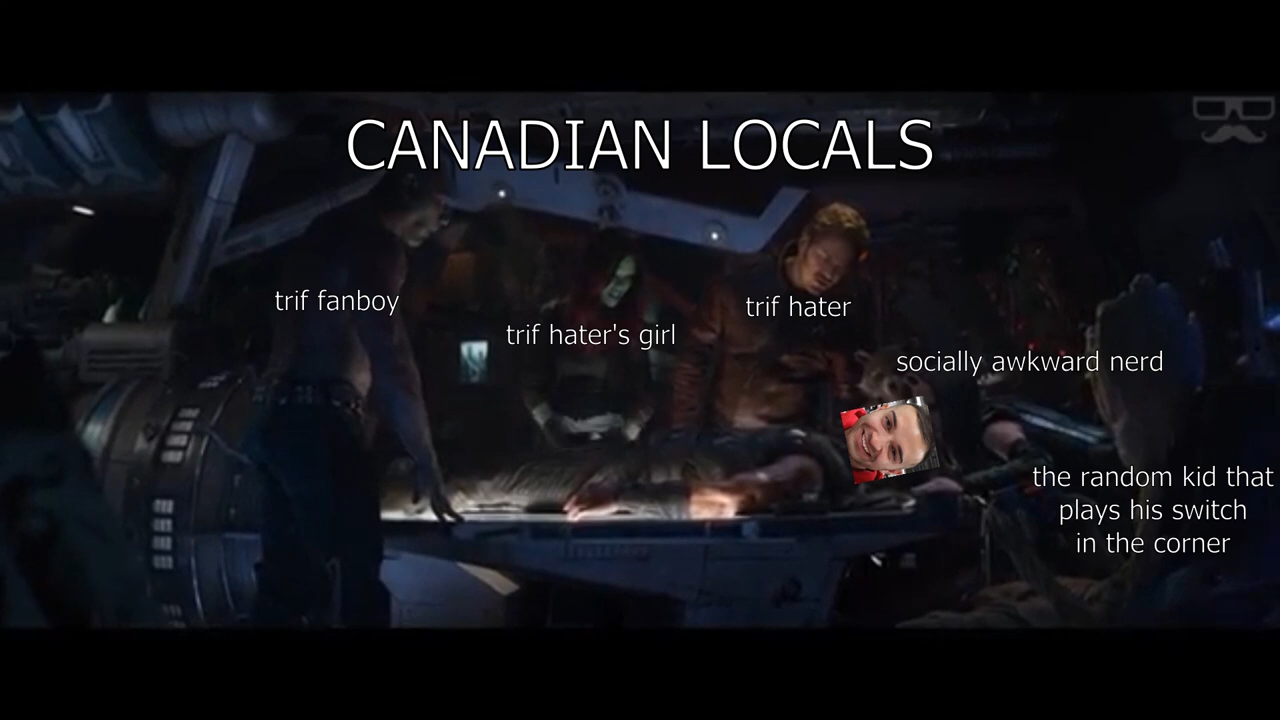 CANADIAN LOCALS
trif fanboy
trif hater's girl
trif hater
socially awkward nerd
the random kid that
plays his switch
in the corner